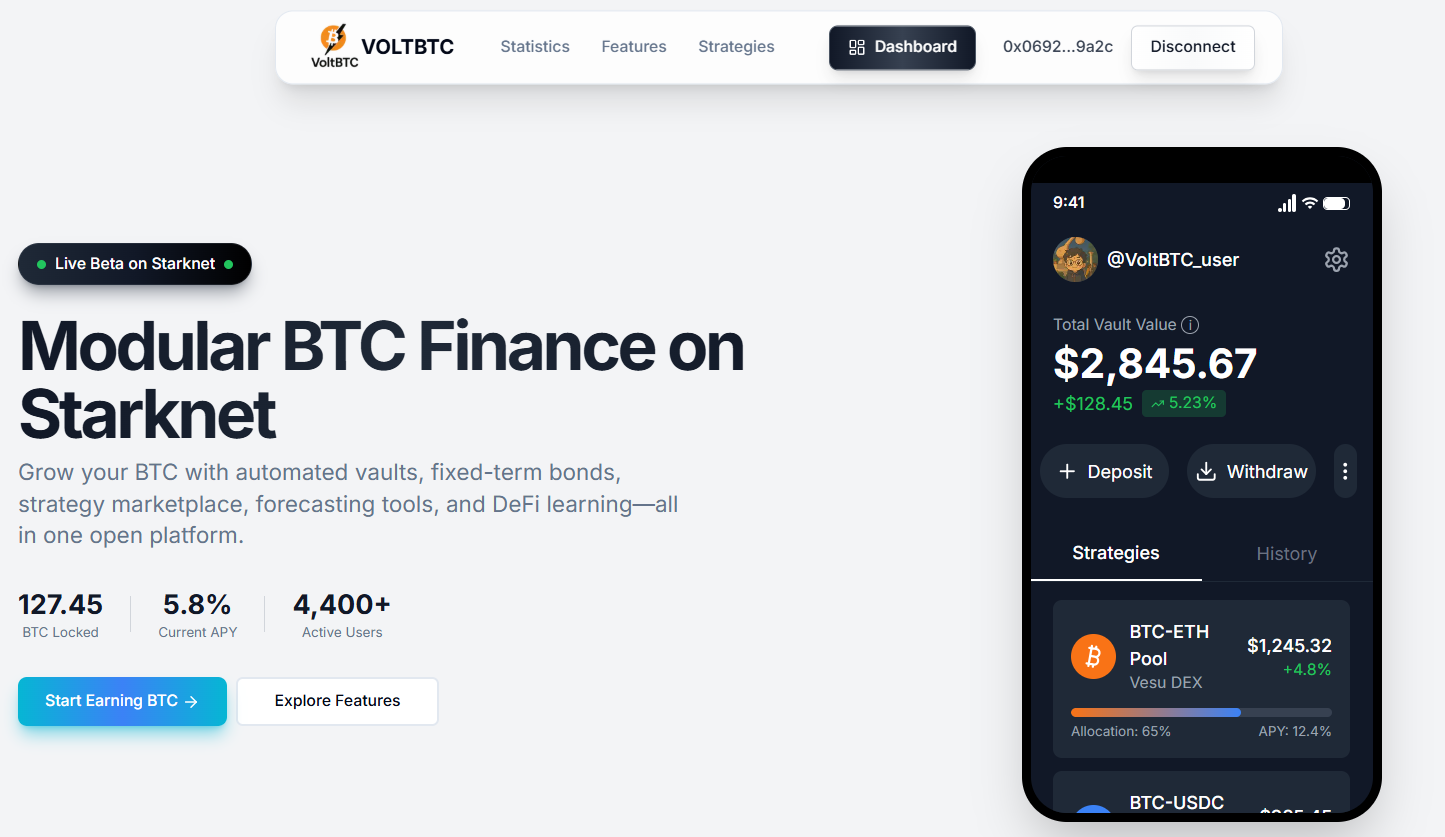 VoltBTC
VOLTBTC
Statistics
Features
Strategies
Dashboard
0x0692...9a2c
Disconnect
Live Beta on Starknet
Modular BTC Finance on
Starknet
Grow your BTC with automated vaults, fixed-term bonds,
strategy marketplace, forecasting tools, and DeFi learning—all
in one open platform.
127.45
BTC Locked
5.8%
Current APY
4,400+
Active Users
Start Earning BTC →
Explore Features
9:41
@VoltBTC_user
Total Vault Value
$2,845.67
+$128.45
5.23%
Deposit
Withdraw
Strategies
History
BTC-ETH
Pool
Vesu DEX
$1,245.32
+4.8%
Allocation: 65%
APY: 12.4%
BTC-USDC